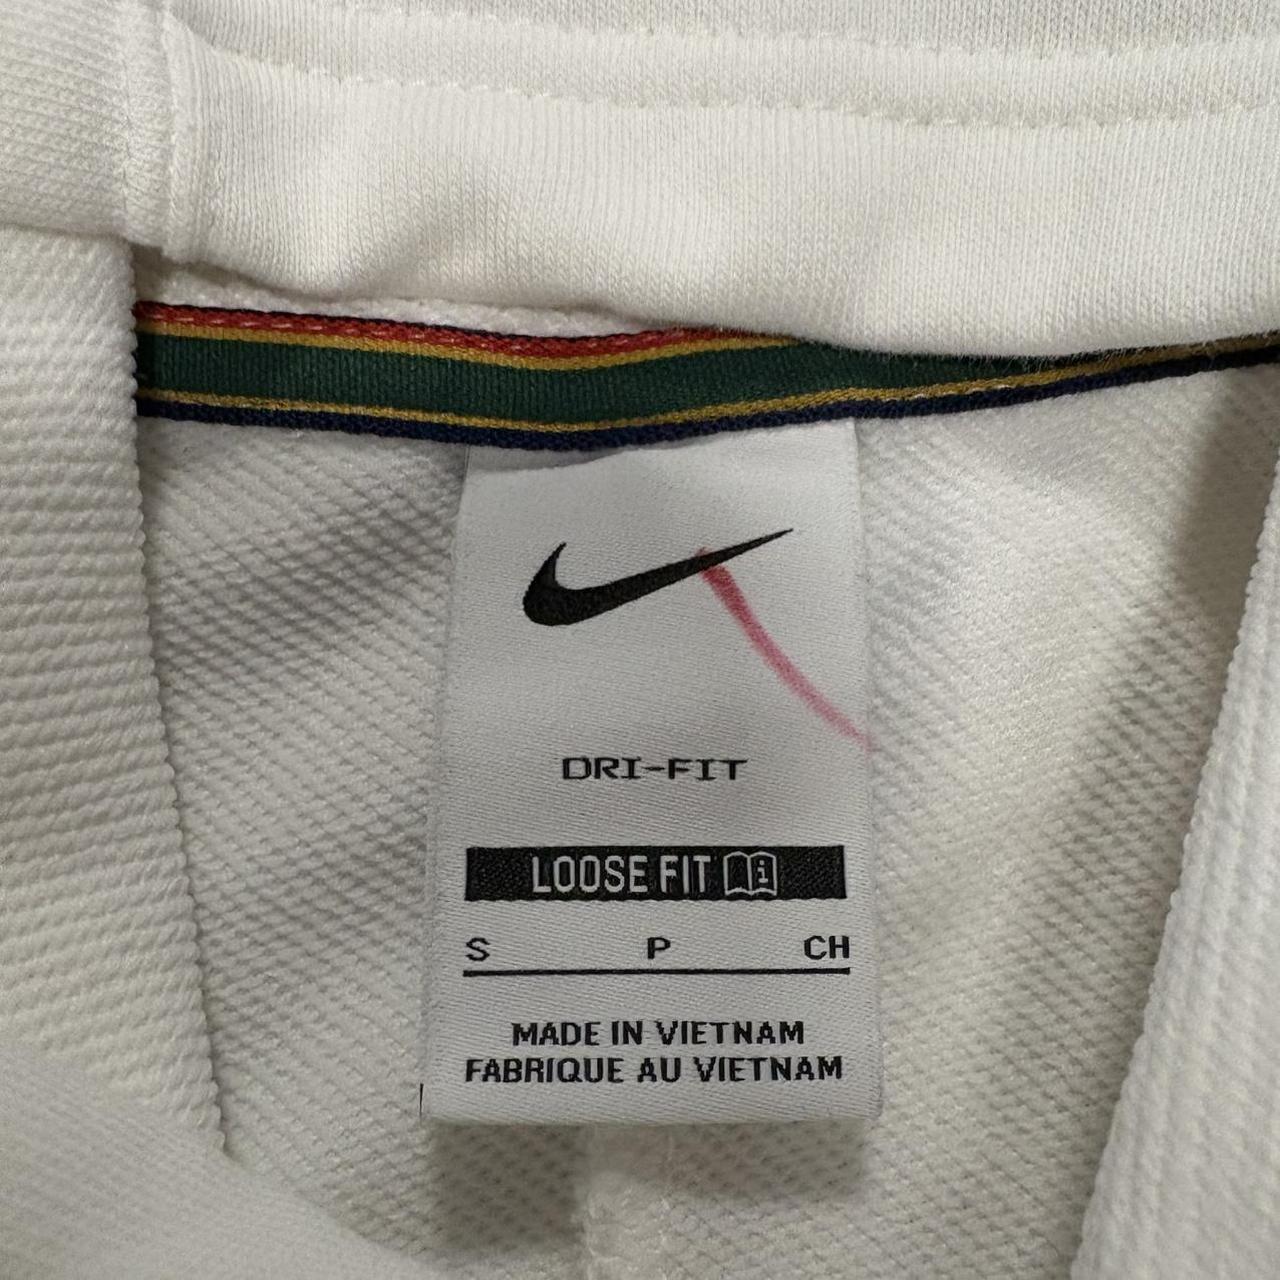 DRI-FIT
LOOSE FIT
S P CH
MADE IN VIETNAM
FABRIQUE AU VIETNAM